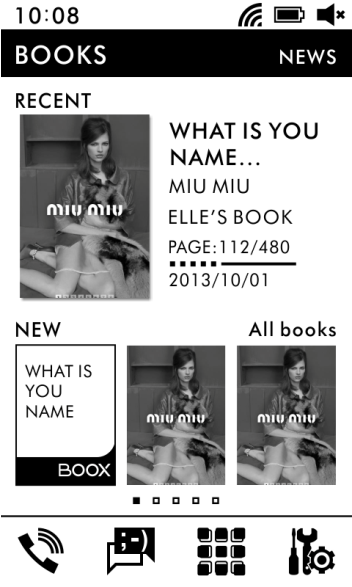 10:08
BOOKS
NEWS
RECENT
miu miu
WHAT IS YOU
NAME...
MIU MIU
ELLE'S BOOK
PAGE:112/480
2013/10/01
NEW
All books
WHAT IS
YOU
NAME
BOOX
miu miu
miu miu
;-)